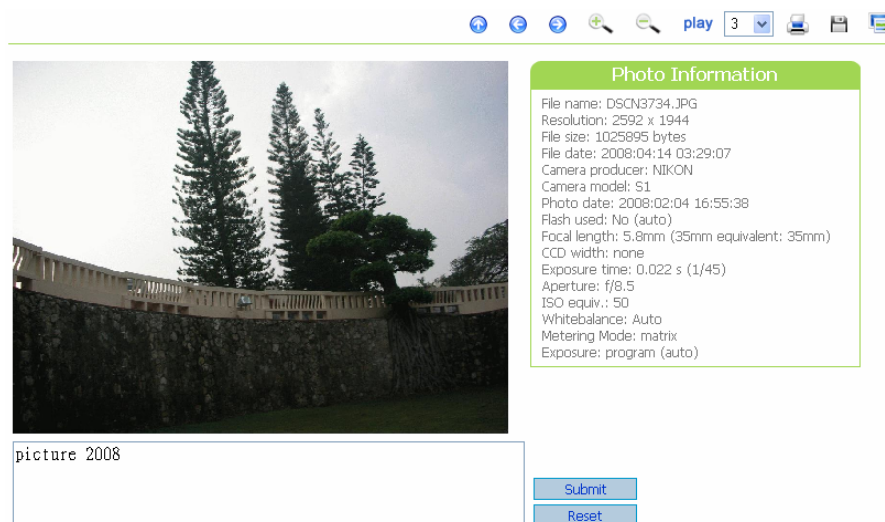 play 3
Photo Information
File name: DSCN3734.JPG
Resolution: 2592 x 1944
File size: 1025895 bytes
File date: 2008:04:14 03:29:07
Camera producer: NIKON
Camera model: S1
Photo date: 2008:02:04 16:55:38
Flash used: No (auto)
Focal length: 5.8mm (35mm equivalent: 35mm)
CCD width: none
Exposure time: 0.022 s (1/45)
Aperture: f/8.5
ISO equiv.: 50
Whitebalance: Auto
Metering Mode: matrix
Exposure: program (auto)
picture 2008
Submit
Reset